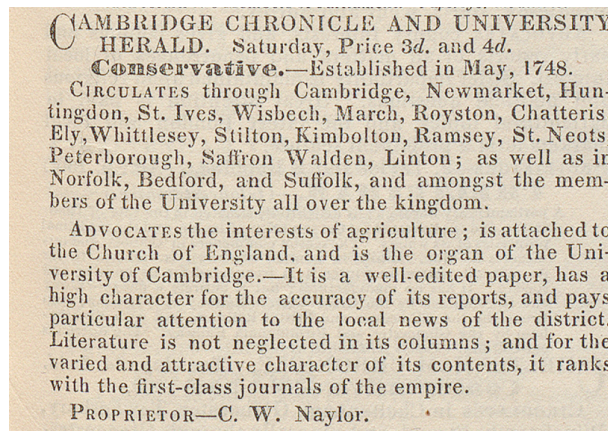 CAMBRIDGE CHRONICLE AND UNIVERSITY
HERALD. Saturday, Price 3d. and 4d.
Conservative.—Established in May, 1748.
CIRCULATES through Cambridge, Newmarket, Hun-
tingdon, St. Ives, Wisbech, March, Royston, Chatteris
Ely, Whittlesey, Stilton, Kimbolton, Ramsey, St. Neots,
Peterborough, Saffron Walden, Linton; as well as in
Norfolk, Bedford, and Suffolk, and amongst the mem-
bers of the University all over the kingdom.
ADVOCATES the interests of agriculture; is attached to
the Church of England, and is the organ of the Uni-
versity of Cambridge.—It is a well-edited paper, has a
high character for the accuracy of its reports, and pays
particular attention to the local news of the district.
Literature is not neglected in its columns; and for the
varied and attractive character of its contents, it ranks
with the first-class journals of the empire.
PROPRIETOR—C. W. Naylor.